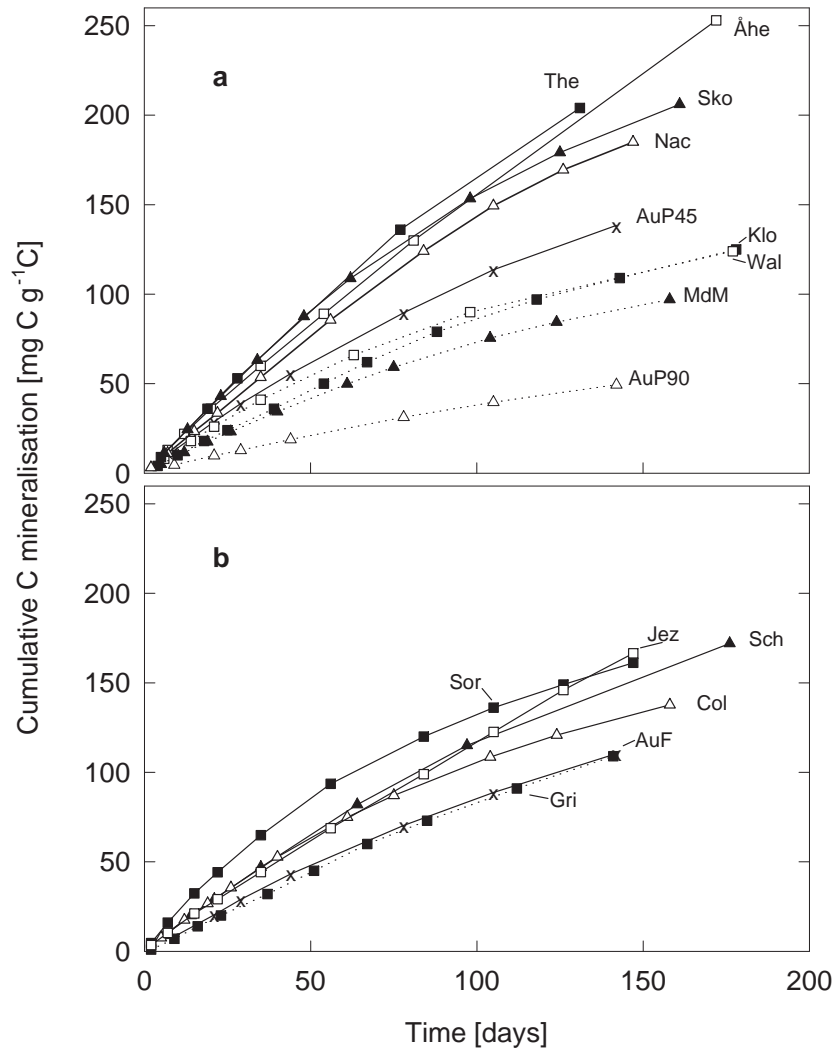 250
200
150
100
50
0
a
The
Åhe
Sko
Nac
AuP45
Klo
Wal
MdM
AuP90
Cumulative C mineralisation [mg C g⁻¹C]
250
200
150
100
50
0
b
Sor
Jez
Sch
Col
AuF
Gri
0 50 100 150 200
Time [days]